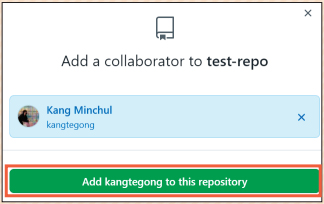 Add a collaborator to test-repo
Kang Minchul
kangtegong
Add kangtegong to this repository